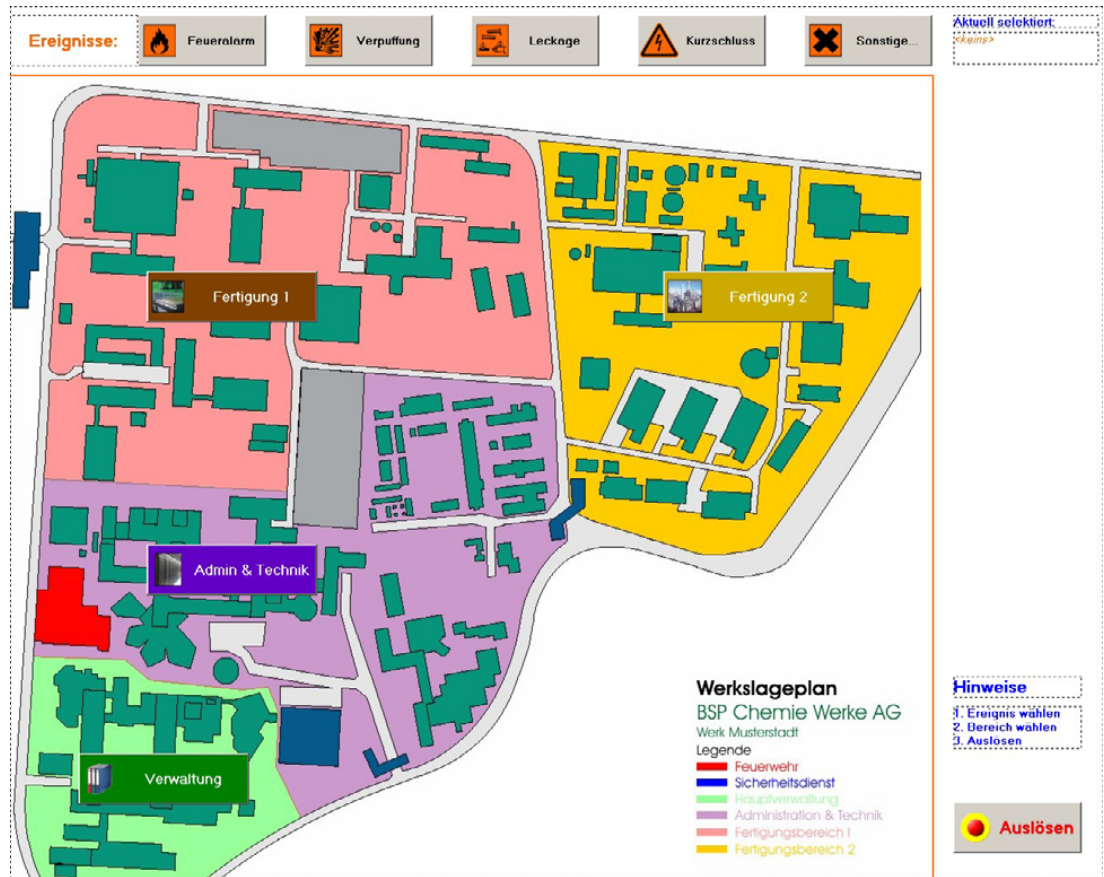 Ereignisse:
Feueralarm
Verpuffung
Leckage
Kurzschluss
Sonstige...
Aktuell selektiert:
<keins>
Fertigung 1
Fertigung 2
Admin & Technik
Verwaltung
Werkslageplan
BSP Chemie Werke AG
Werk Musterstadt
Legende
Feuerwehr
Sicherheitsdienst
Hauptverwaltung
Administration & Technik
Fertigungsbereich 1
Fertigungsbereich 2
Hinweise
1. Ereignis wählen
2. Bereich wählen
3. Auslösen
Auslösen